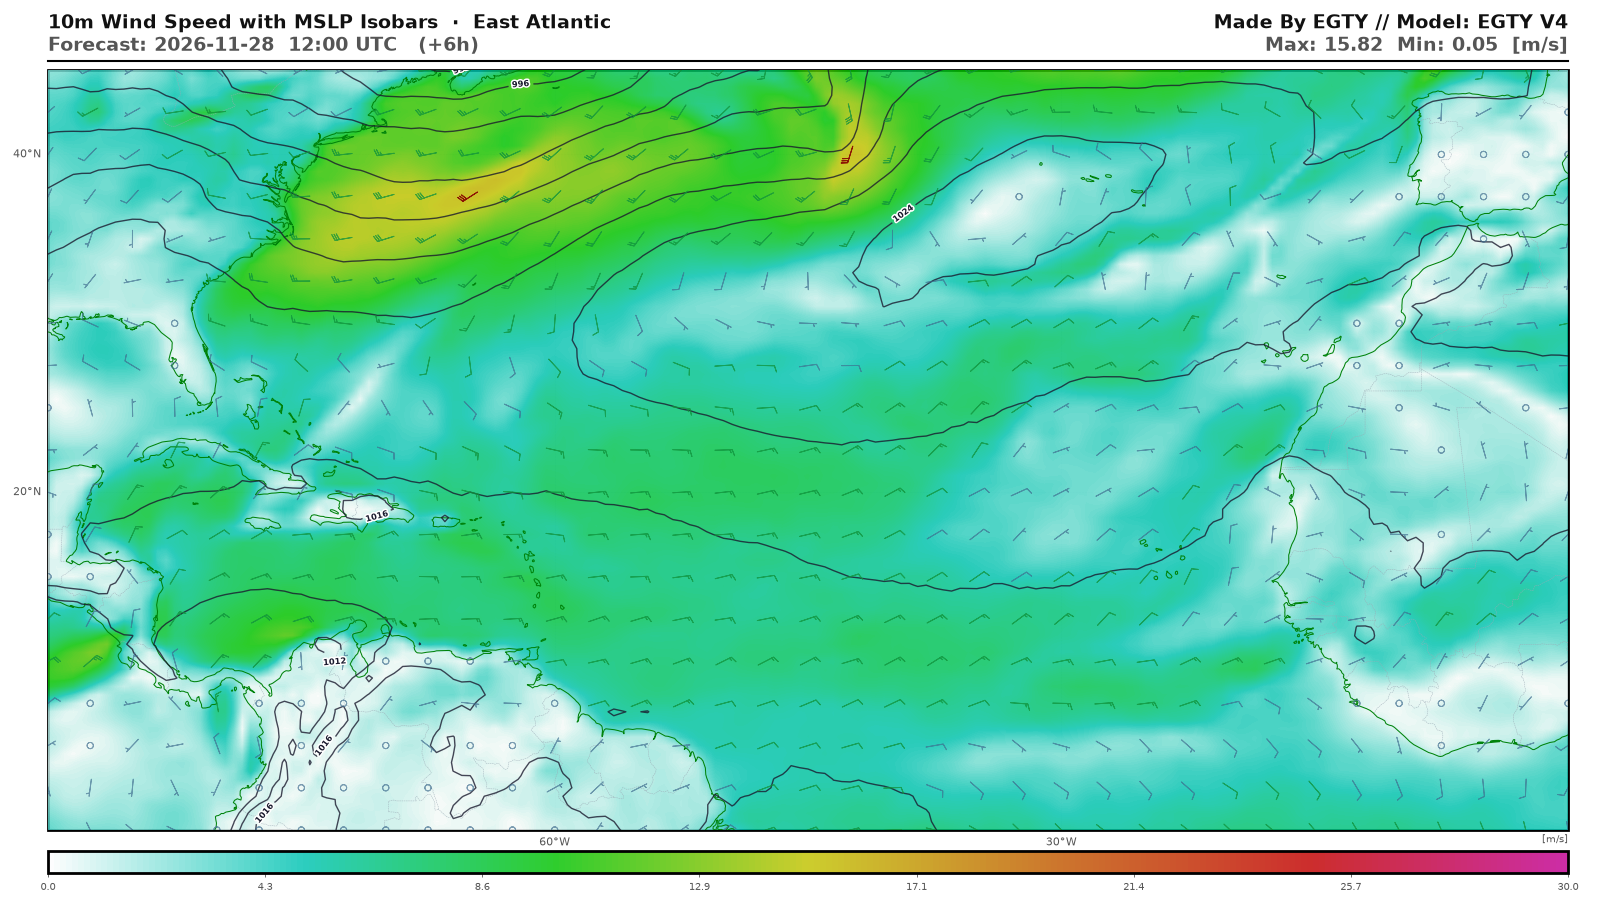 10m Wind Speed with MSLP Isobars · East Atlantic
Made By EGTY // Model: EGTY V4
Forecast: 2026-11-28 12:00 UTC (+6h)
Max: 15.82 Min: 0.05 [m/s]
996
40°N
1024
20°N
1016
1012
1016
1016
60°W
30°W
[m/s]
0.0 4.3 8.6 12.9 17.1 21.4 25.7 30.0